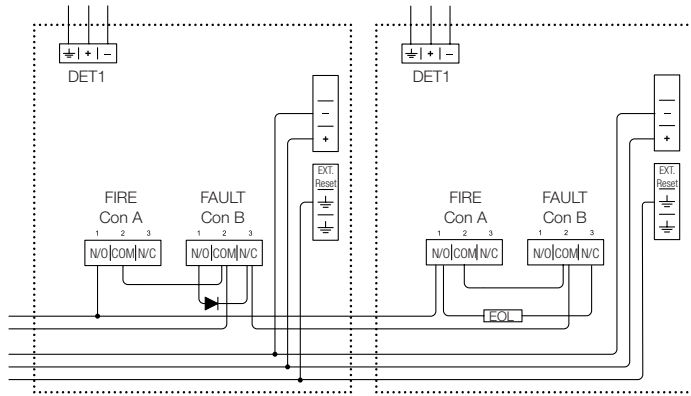 ⏚ | + | −
DET1
−
+
EXT.
Reset
⏚
⏚
FIRE
Con A
1 2 3
N/O|COM|N/C
FAULT
Con B
1 2 3
N/O|COM|N/C
⏚ | + | −
DET1
−
+
EXT.
Reset
⏚
⏚
FIRE
Con A
1 2 3
N/O|COM|N/C
FAULT
Con B
1 2 3
N/O|COM|N/C
EOL